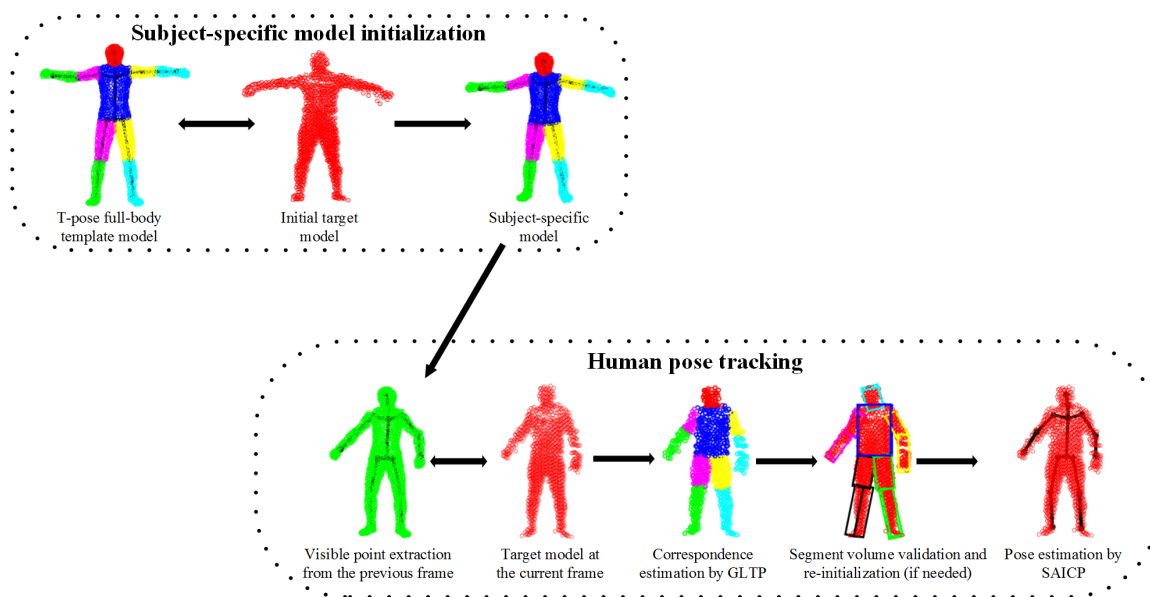 Subject-specific model initialization
T-pose full-body
template model
Initial target
model
Subject-specific
model
Human pose tracking
Visible point extraction
from the previous frame
Target model at
the current frame
Correspondence
estimation by GLTP
Segment volume validation and
re-initialization (if needed)
Pose estimation by
SAICP